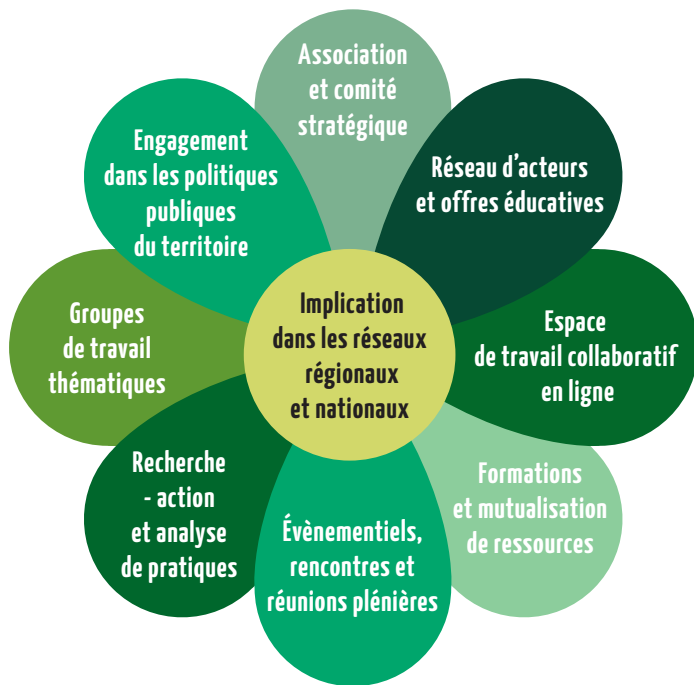 Association
et comité
stratégique
Réseau d'acteurs
et offres éducatives
Espace
de travail collaboratif
en ligne
Formations
et mutualisation
de ressources
Évènementiels,
rencontres et
réunions plénières
Recherche
- action
et analyse
de pratiques
Groupes
de travail
thématiques
Engagement
dans les politiques
publiques
du territoire
Implication
dans les réseaux
régionaux
et nationaux